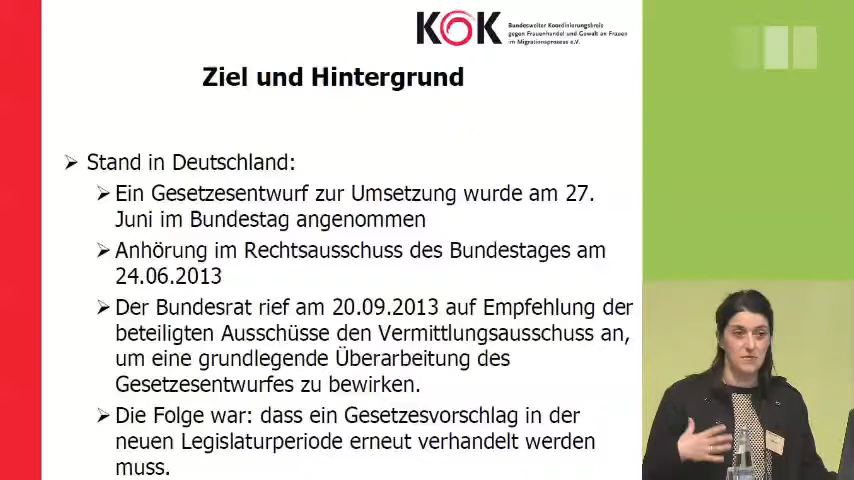 KOK
Bundesweiter Koordinierungskreis
gegen Frauenhandel und Gewalt an Frauen
im Migrationsprozess e.V.
Ziel und Hintergrund
➢ Stand in Deutschland:
➢ Ein Gesetzesentwurf zur Umsetzung wurde am 27.
Juni im Bundestag angenommen
➢ Anhörung im Rechtsausschuss des Bundestages am
24.06.2013
➢ Der Bundesrat rief am 20.09.2013 auf Empfehlung der
beteiligten Ausschüsse den Vermittlungsausschuss an,
um eine grundlegende Überarbeitung des
Gesetzesentwurfes zu bewirken.
➢ Die Folge war: dass ein Gesetzesvorschlag in der
neuen Legislaturperiode erneut verhandelt werden
muss.